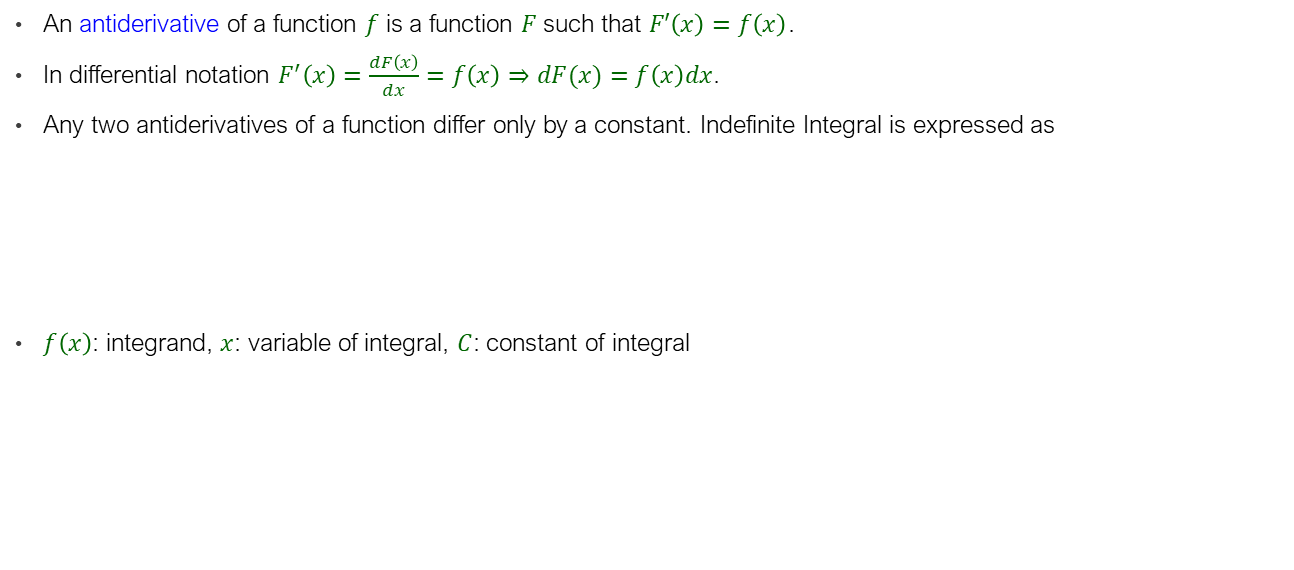 • An antiderivative of a function f is a function F such that F′(x) = f(x).
• In differential notation F′(x) = dF(x)/dx = f(x) ⇒ dF(x) = f(x)dx.
• Any two antiderivatives of a function differ only by a constant. Indefinite Integral is expressed as
• f(x): integrand, x: variable of integral, C: constant of integral